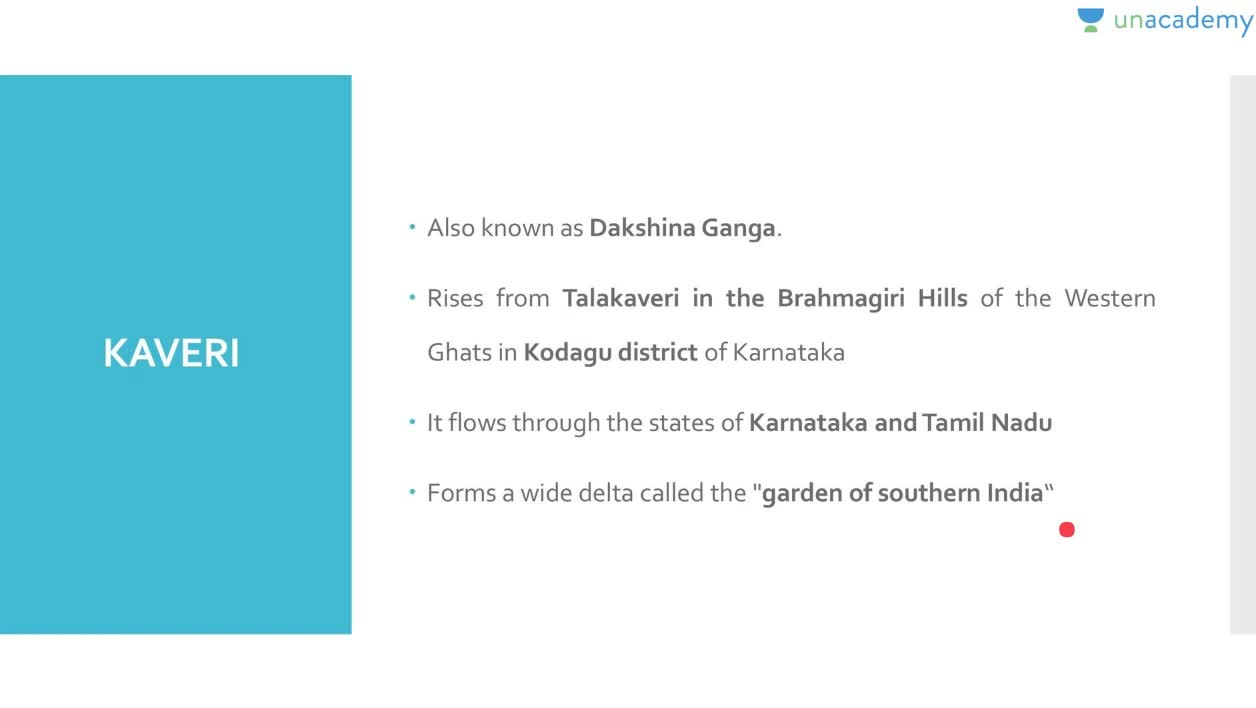 unacademy
KAVERI
• Also known as Dakshina Ganga.
• Rises from Talakaveri in the Brahmagiri Hills of the Western
Ghats in Kodagu district of Karnataka
• It flows through the states of Karnataka and Tamil Nadu
• Forms a wide delta called the "garden of southern India“